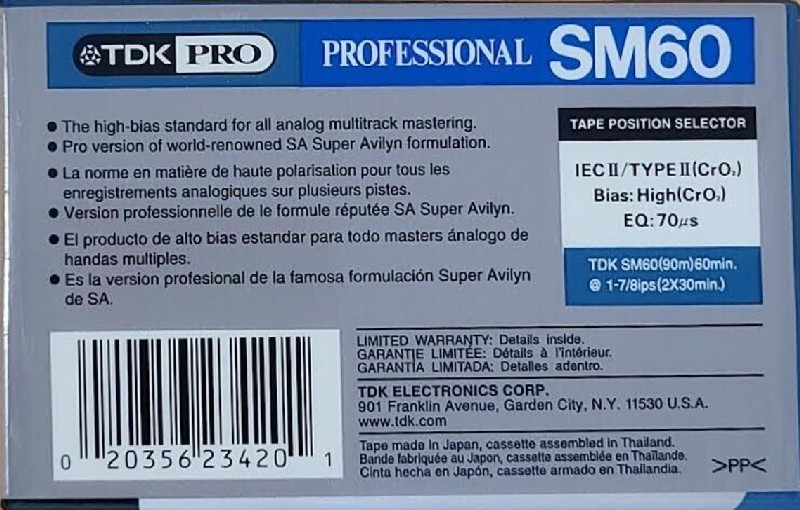 TDK PRO PROFESSIONAL SM60
● The high-bias standard for all analog multitrack mastering.
● Pro version of world-renowned SA Super Avilyn formulation.
● La norme en matière de haute polarisation pour tous les
enregistrements analogiques sur plusieurs pistes.
● Version professionnelle de le formule réputée SA Super Avilyn.
● El producto de alto bias estandar para todo masters ánalogo de
handas multiples.
● Es la version profesional de la famosa formulación Super Avilyn
de SA.
TAPE POSITION SELECTOR
IEC II/TYPE II (CrO₂)
Bias: High(CrO₂)
EQ: 70μs
TDK SM60(90m)60min.
@ 1-7/8ips(2X30min.)
0 20356 23420 1
LIMITED WARRANTY: Details inside.
GARANTIE LIMITÉE: Détails à l'intérieur.
GARANTÍA LIMITADA: Detalles adentro.
TDK ELECTRONICS CORP.
901 Franklin Avenue, Garden City, N.Y. 11530 U.S.A.
www.tdk.com
Tape made in Japan, cassette assembled in Thailand.
Bande fabriquée au Japon, cassette assemblée en Thaïlande.
Cinta hecha en Japón, cassette armado en Thailandia.
>PP<